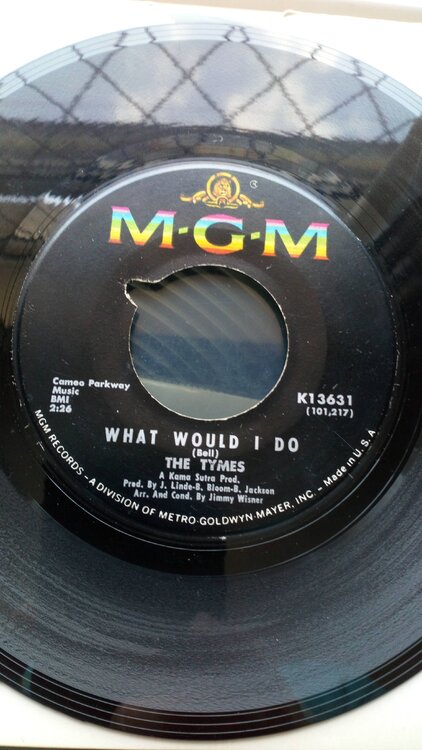 M-G-M
Cameo Parkway
Music
BMI
2:26
K13631
(101,217)
WHAT WOULD I DO
(Bell)
THE TYMES
A Kama Sutra Prod.
Prod. By J. Linde-B. Bloom-B. Jackson
Arr. And Cond. By Jimmy Wisner
MGM RECORDS – A DIVISION OF METRO-GOLDWYN-MAYER, INC. – Made in U.S.A.